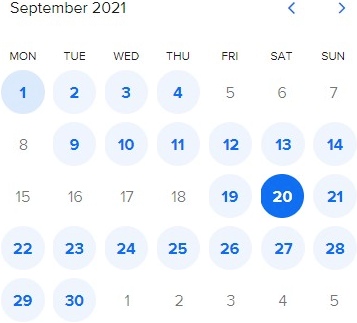 September 2021
MON TUE WED THU FRI SAT SUN
1 2 3 4 5 6 7
8 9 10 11 12 13 14
15 16 17 18 19 20 21
22 23 24 25 26 27 28
29 30 1 2 3 4 5